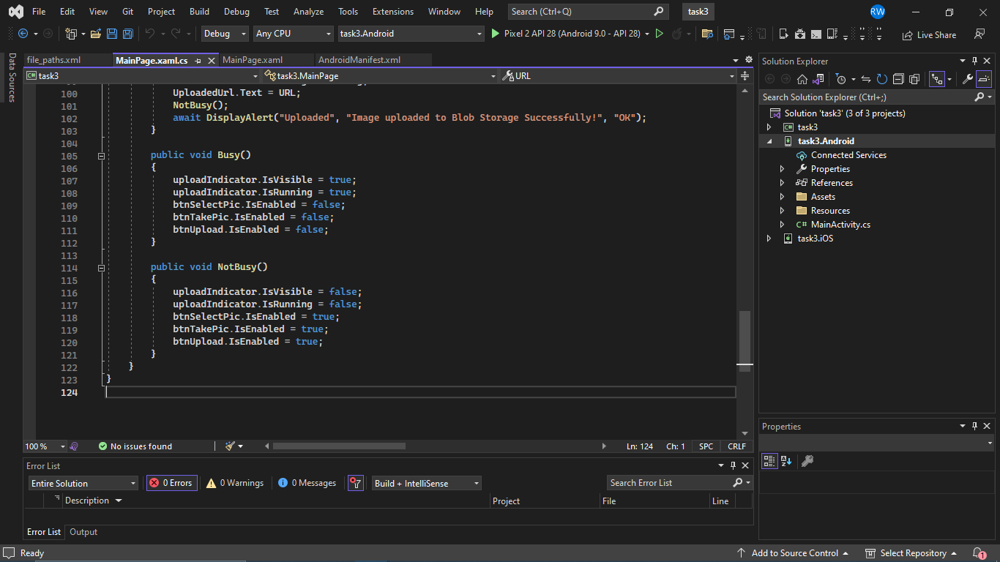 File Edit View Git Project Build Debug Test Analyze Tools Extensions Window Help Search (Ctrl+Q) task3 RW
Debug Any CPU task3.Android Pixel 2 API 28 (Android 9.0 - API 28) Live Share
Data Sources
file_paths.xml MainPage.xaml.cs MainPage.xaml AndroidManifest.xml
C# task3 task3.MainPage URL
100 UploadedUrl.Text = URL;
101 NotBusy();
102 await DisplayAlert("Uploaded", "Image uploaded to Blob Storage Successfully!", "OK");
103 }
104
105 public void Busy()
106 {
107 uploadIndicator.IsVisible = true;
108 uploadIndicator.IsRunning = true;
109 btnSelectPic.IsEnabled = false;
110 btnTakePic.IsEnabled = false;
111 btnUpload.IsEnabled = false;
112 }
113
114 public void NotBusy()
115 {
116 uploadIndicator.IsVisible = false;
117 uploadIndicator.IsRunning = false;
118 btnSelectPic.IsEnabled = true;
119 btnTakePic.IsEnabled = true;
120 btnUpload.IsEnabled = true;
121 }
122 }
123 }
124
100 % No issues found Ln: 124 Ch: 1 SPC CRLF
Error List
Entire Solution 0 Errors 0 Warnings 0 Messages Build + IntelliSense Search Error List
Description Project File Line
Error List Output
Solution Explorer
Search Solution Explorer (Ctrl+;)
Solution 'task3' (3 of 3 projects)
C# task3
task3.Android
Connected Services
Properties
References
Assets
Resources
C# MainActivity.cs
task3.iOS
Properties
Ready Add to Source Control Select Repository 1